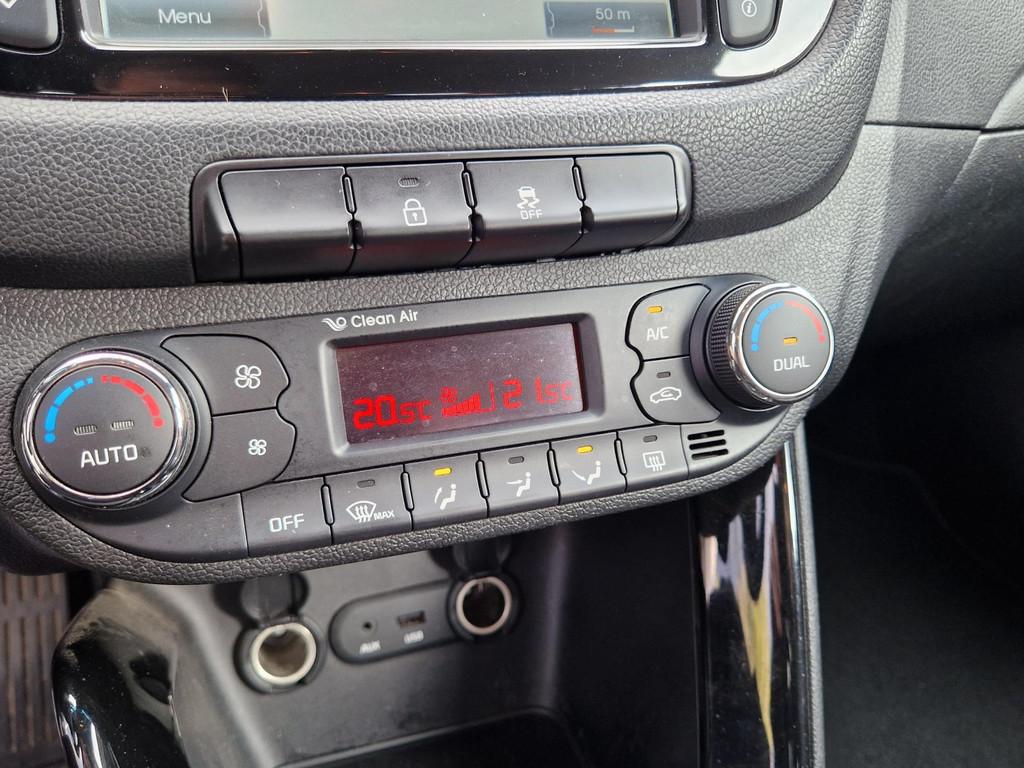 Menu
50 m
i
OFF
Clean Air
A/C
DUAL
20.5C
21.5C
AUTO
OFF
MAX
AUX
USB